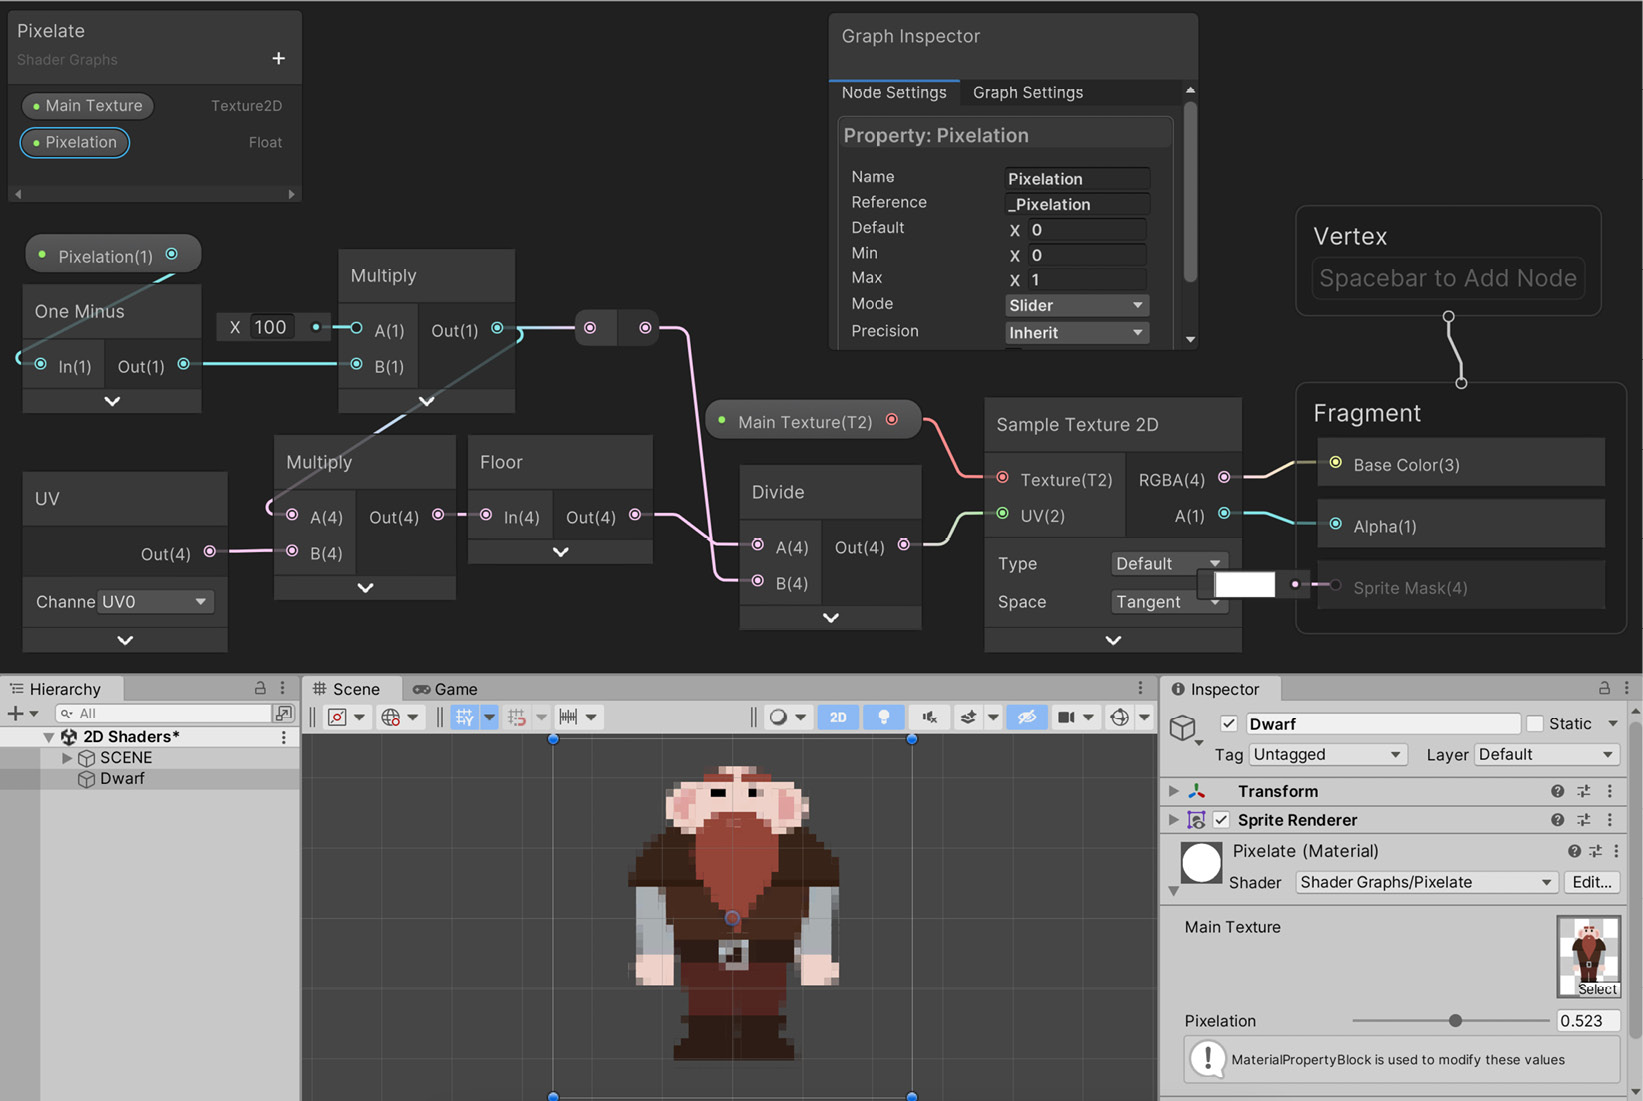 Pixelate
Shader Graphs
+
Main Texture Texture2D
Pixelation Float
Graph Inspector
Node Settings Graph Settings
Property: Pixelation
Name Pixelation
Reference _Pixelation
Default X 0
Min X 0
Max X 1
Mode Slider
Precision Inherit
Pixelation(1)
One Minus
In(1) Out(1)
X 100
Multiply
A(1) Out(1)
B(1)
Vertex
Spacebar to Add Node
UV
Out(4)
Channe UV0
Multiply
A(4) Out(4)
B(4)
Floor
In(4) Out(4)
Main Texture(T2)
Divide
A(4) Out(4)
B(4)
Sample Texture 2D
Texture(T2) RGBA(4)
UV(2) A(1)
Type Default
Space Tangent
Fragment
Base Color(3)
Alpha(1)
Sprite Mask(4)
Hierarchy
+ All
2D Shaders*
SCENE
Dwarf
Scene Game
2D
Inspector
Dwarf Static
Tag Untagged Layer Default
Transform
Sprite Renderer
Pixelate (Material)
Shader Shader Graphs/Pixelate Edit...
Main Texture
Select
Pixelation 0.523
MaterialPropertyBlock is used to modify these values